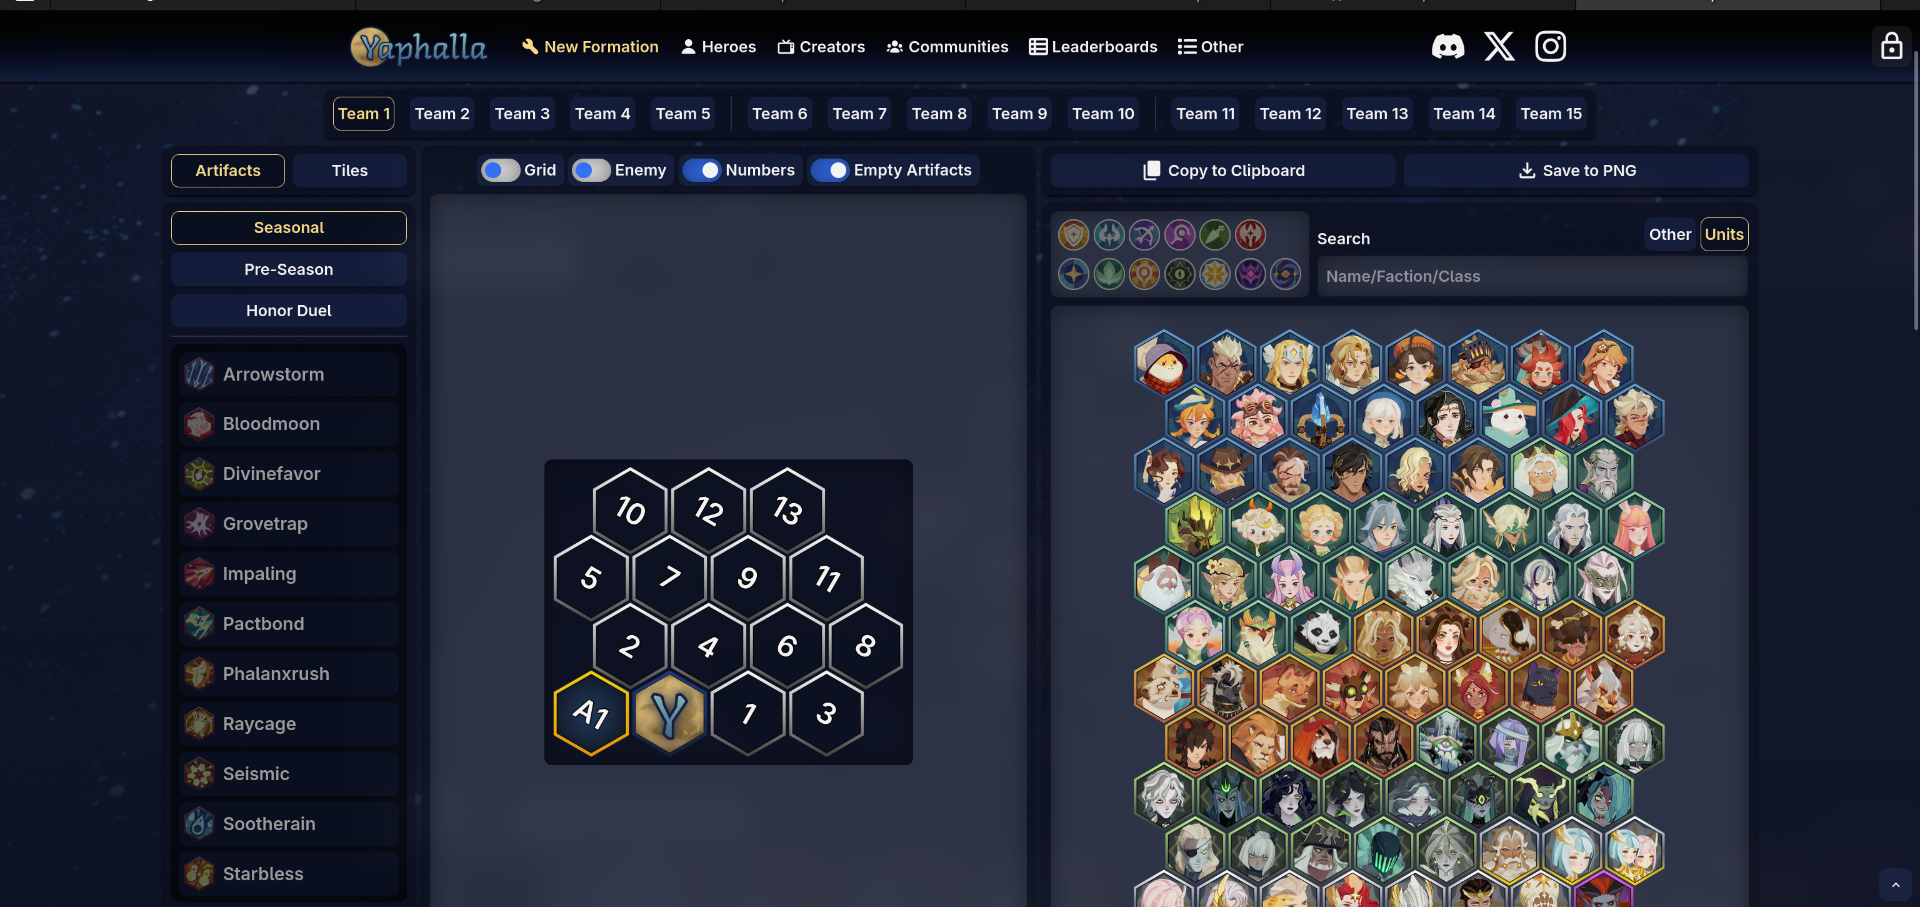 Yaphalla
New Formation
Heroes
Creators
Communities
Leaderboards
Other
Team 1
Team 2
Team 3
Team 4
Team 5
Team 6
Team 7
Team 8
Team 9
Team 10
Team 11
Team 12
Team 13
Team 14
Team 15
Artifacts
Tiles
Grid
Enemy
Numbers
Empty Artifacts
Copy to Clipboard
Save to PNG
Seasonal
Pre-Season
Honor Duel
Search
Other
Units
Name/Faction/Class
Arrowstorm
Bloodmoon
Divinefavor
Grovetrap
Impaling
Pactbond
Phalanxrush
Raycage
Seismic
Sootherain
Starbless
10 12 13
5 7 9 11
2 4 6 8
A1 Y 1 3